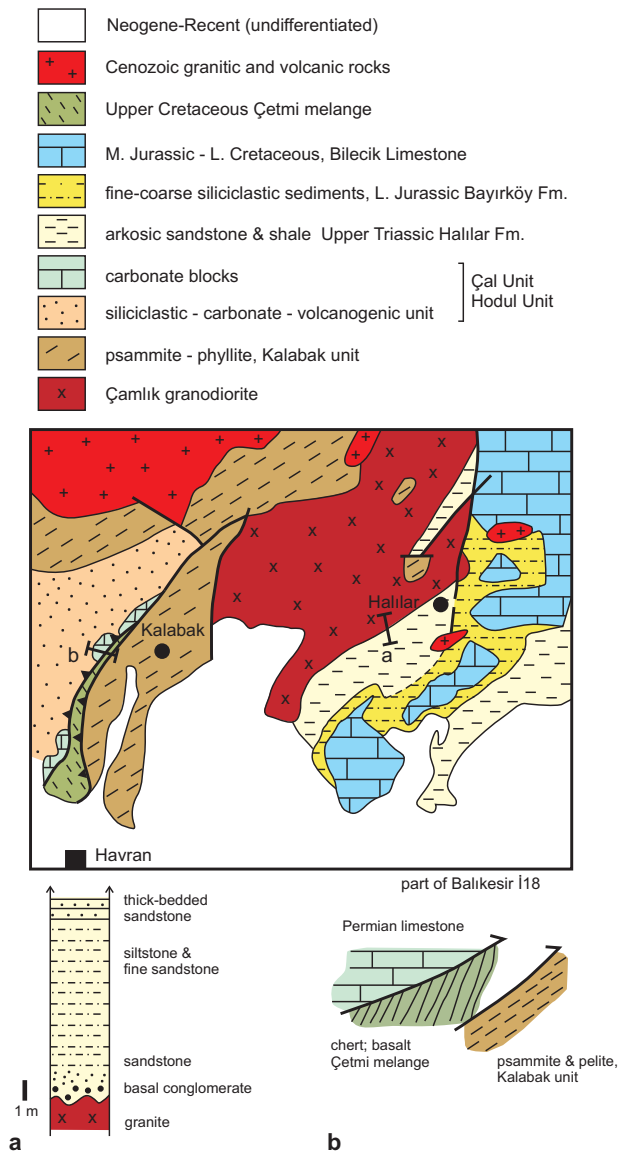 Neogene-Recent (undifferentiated)
Cenozoic granitic and volcanic rocks
Upper Cretaceous Çetmi melange
M. Jurassic - L. Cretaceous, Bilecik Limestone
fine-coarse siliciclastic sediments, L. Jurassic Bayırköy Fm.
arkosic sandstone & shale Upper Triassic Halılar Fm.
carbonate blocks
siliciclastic - carbonate - volcanogenic unit
Çal Unit
Hodul Unit
psammite - phyllite, Kalabak unit
Çamlık granodiorite
Halılar
Kalabak
b
a
Havran
part of Balıkesir İ18
thick-bedded
sandstone
siltstone &
fine sandstone
sandstone
basal conglomerate
granite
1 m
a
Permian limestone
chert; basalt
Çetmi melange
psammite & pelite,
Kalabak unit
b